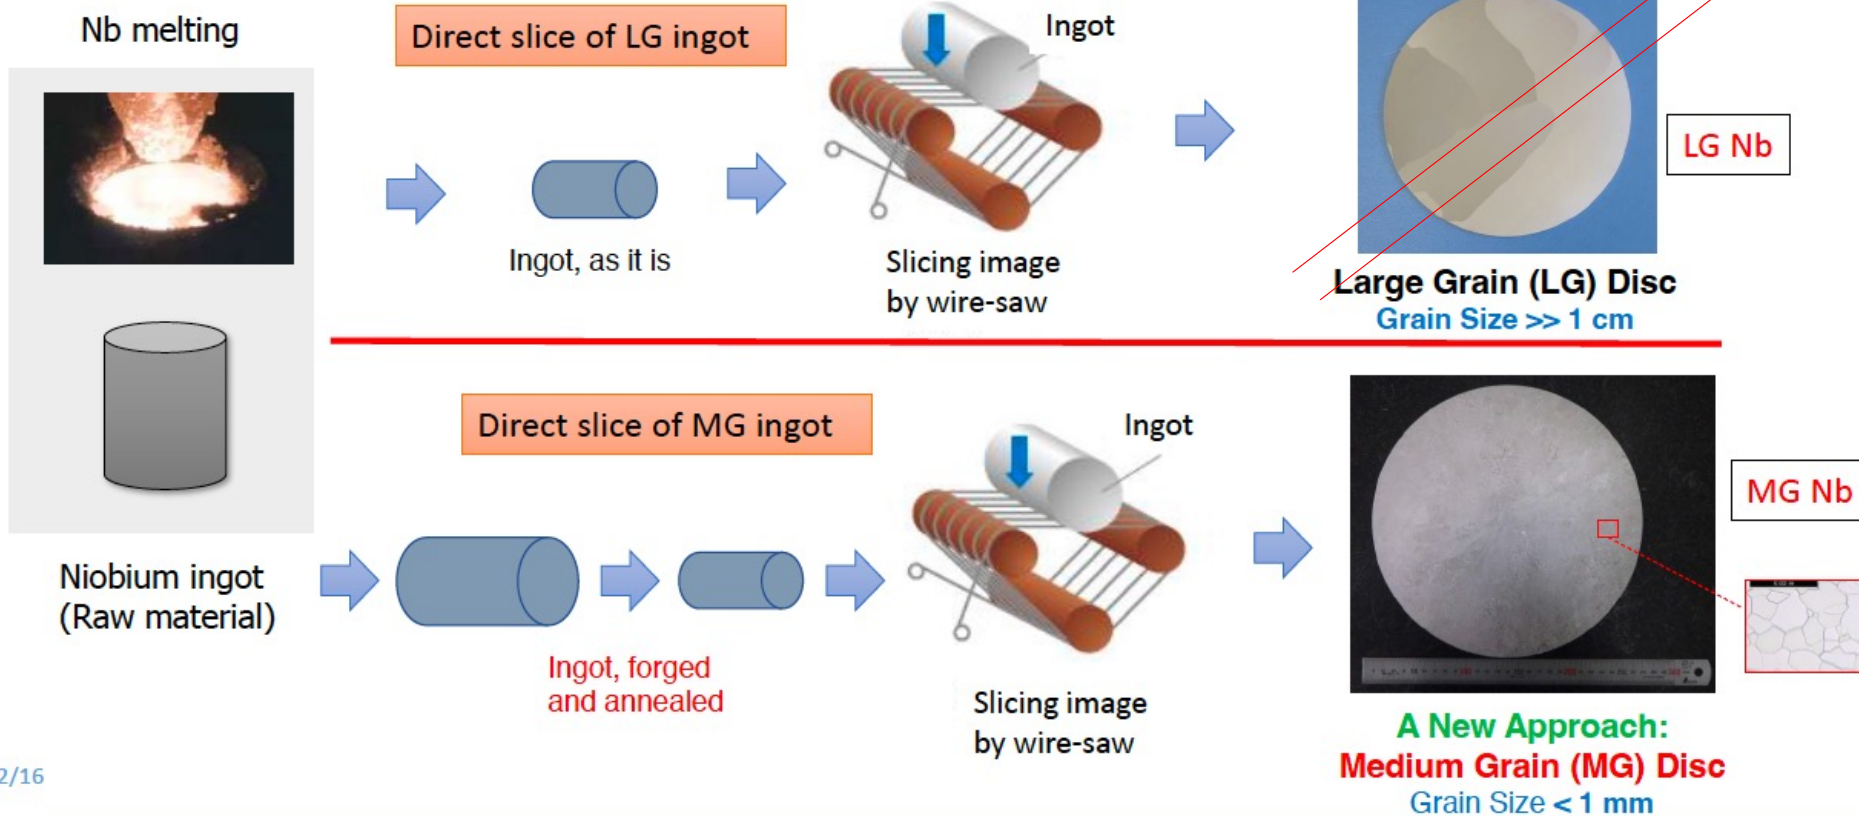 Nb melting
Direct slice of LG ingot
Ingot
LG Nb
Ingot, as it is
Slicing image
by wire-saw
Large Grain (LG) Disc
Grain Size >> 1 cm
Direct slice of MG ingot
Ingot
MG Nb
Niobium ingot
(Raw material)
Ingot, forged
and annealed
Slicing image
by wire-saw
A New Approach:
Medium Grain (MG) Disc
Grain Size < 1 mm
2/16